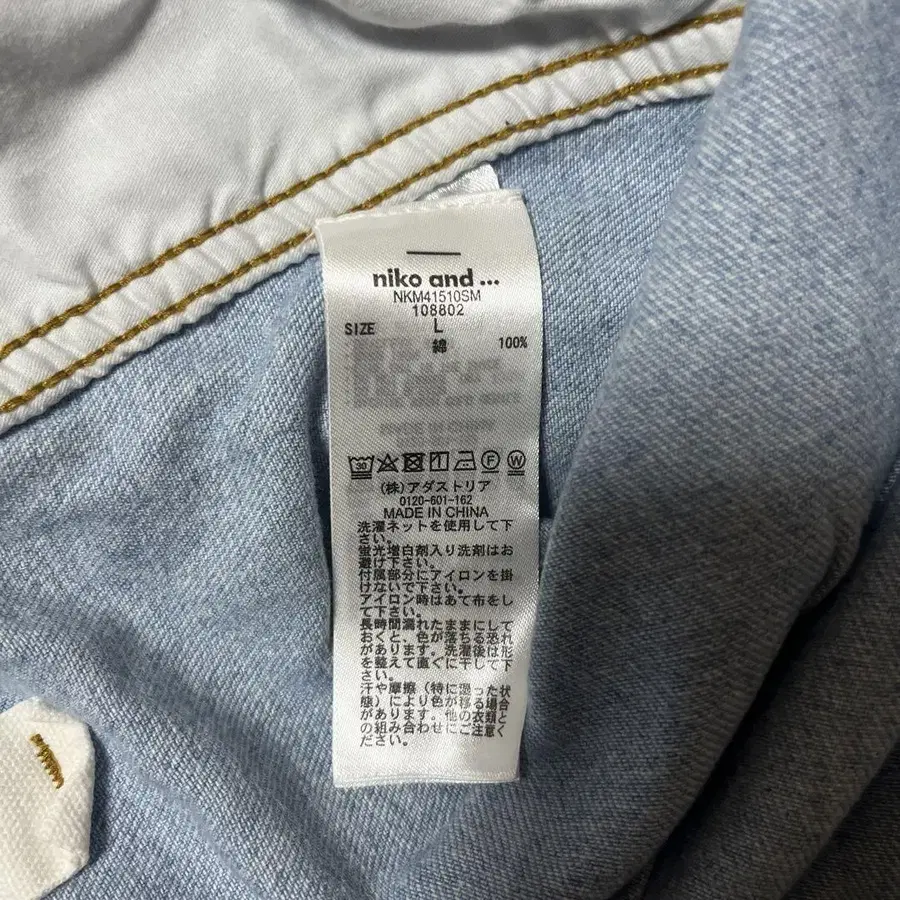 niko and ...
NKM41510SM
108802
SIZE L
綿 100%
30 F W
(株)アダストリア
0120-601-162
MADE IN CHINA
洗濯ネットを使用して下
さい。
蛍光増白剤入り洗剤はお
避け下さい。
付属部分にアイロンを掛
けないで下さい。
アイロン時はあて布をし
て下さい。
長時間濡れたままにして
おくと、色が落ちる恐れ
があります。洗濯後は形
を整えて直ぐに干して下
さい。
汗や摩擦(特に湿った状
態)により色が移る場合
があります。他の衣類と
の組み合わせにご注意く
ださい。